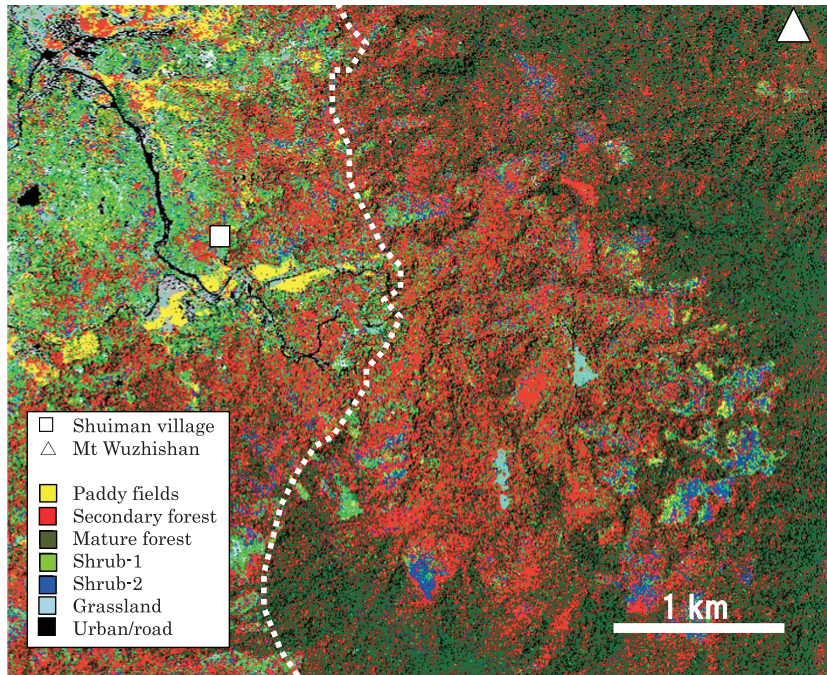 Shuiman village
Mt Wuzhishan
Paddy fields
Secondary forest
Mature forest
Shrub-1
Shrub-2
Grassland
Urban/road
1 km